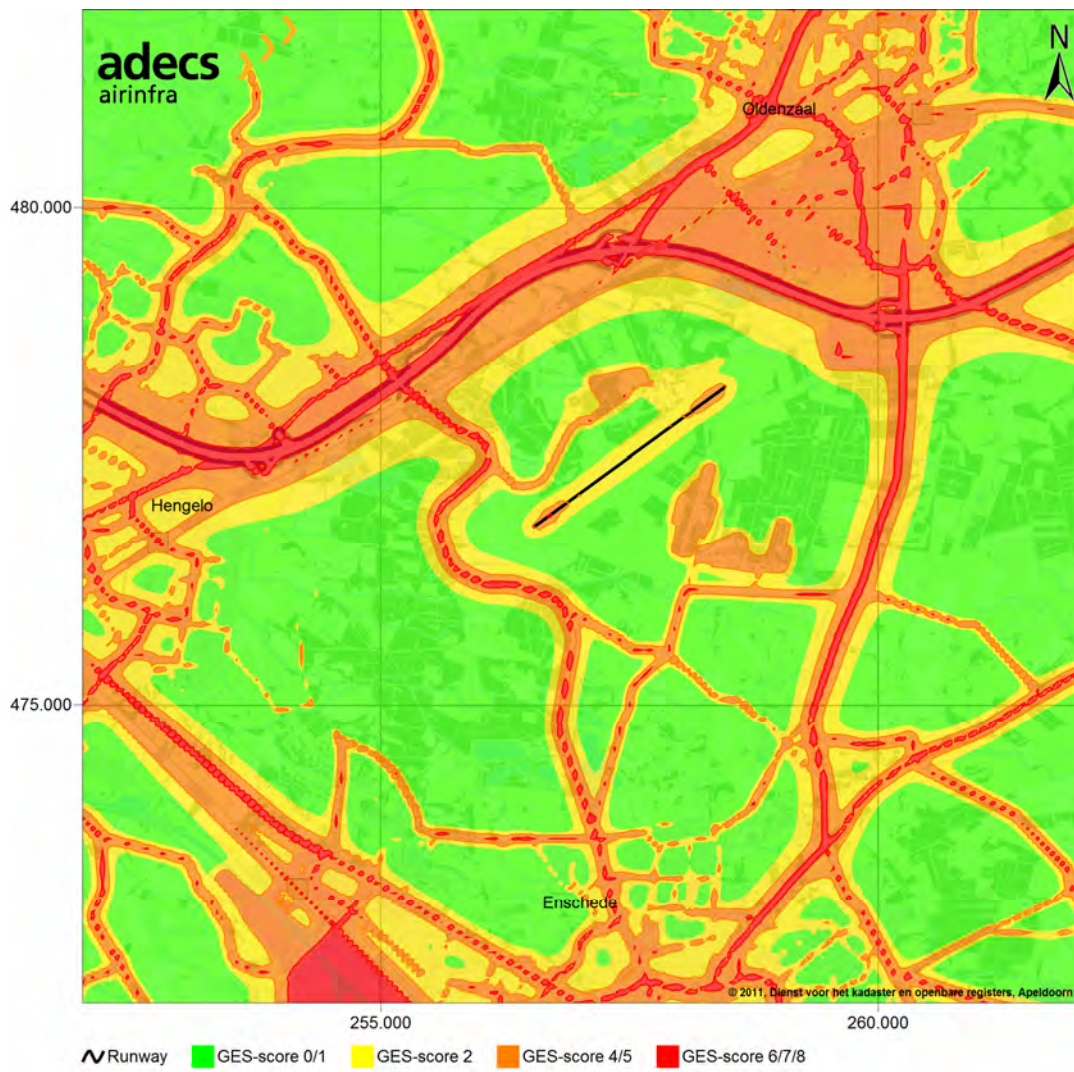 adecs
airinfra
N
Oldenzaal
480.000
Hengelo
475.000
Enschede
© 2011, Dienst voor het kadaster en openbare registers, Apeldoorn
255.000
260.000
Runway
GES-score 0/1
GES-score 2
GES-score 4/5
GES-score 6/7/8